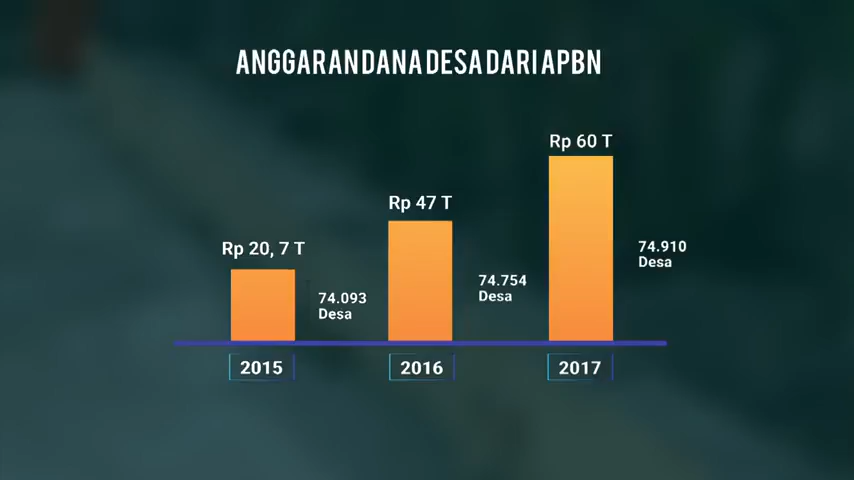 ANGGARAN DANA DESA DARI APBN
Rp 60 T
Rp 47 T
Rp 20, 7 T
74.910
Desa
74.754
Desa
74.093
Desa
2015
2016
2017